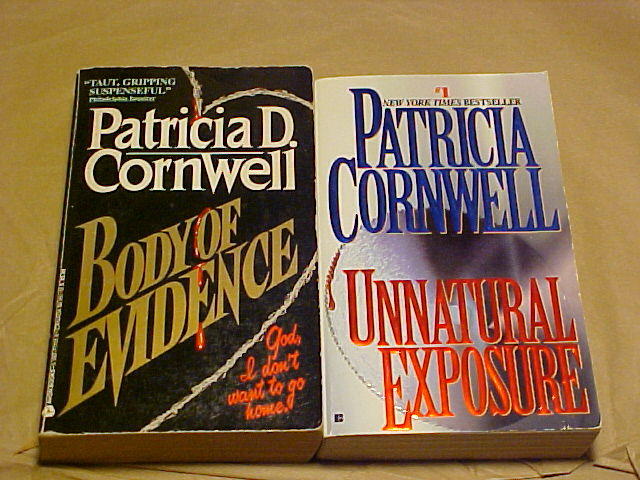 "TAUT, GRIPPING
SUSPENSEFUL."
Philadelphia Inquirer
Patricia D.
Cornwell
BODY OF
EVIDENCE
God,
I don't
want to go
home.
#1
NEW YORK TIMES BESTSELLER
PATRICIA
CORNWELL
UNNATURAL
EXPOSURE